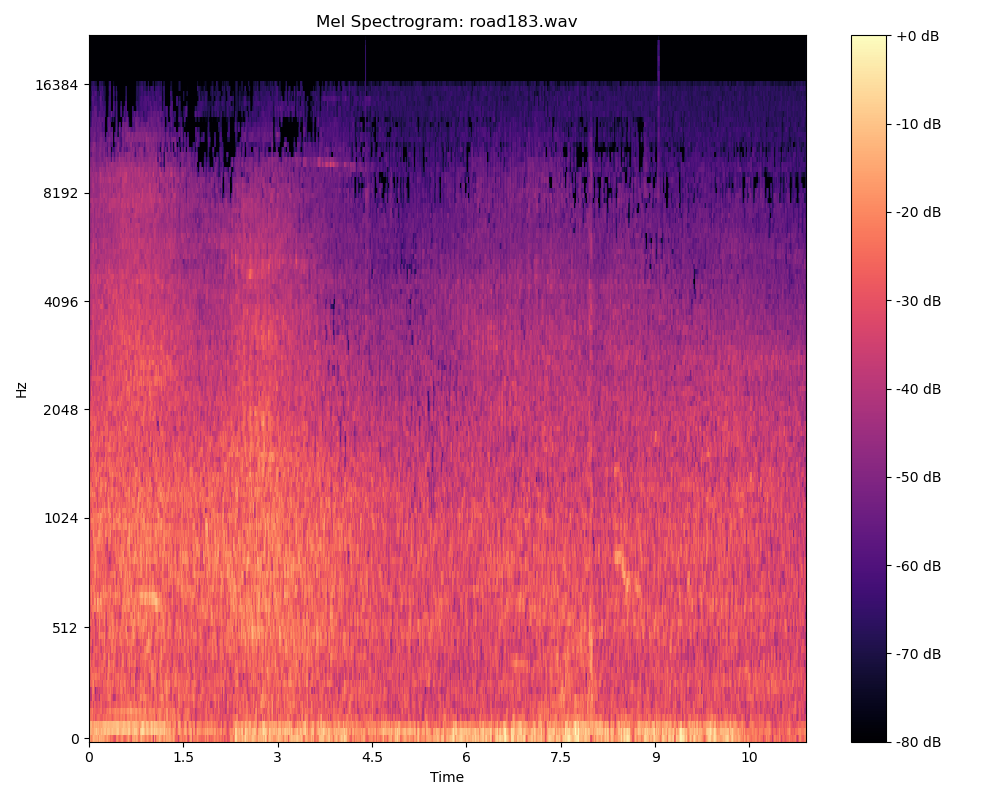 Mel Spectrogram: road183.wav
Hz
16384
8192
4096
2048
1024
512
0
0 1.5 3 4.5 6 7.5 9 10
Time
+0 dB
-10 dB
-20 dB
-30 dB
-40 dB
-50 dB
-60 dB
-70 dB
-80 dB